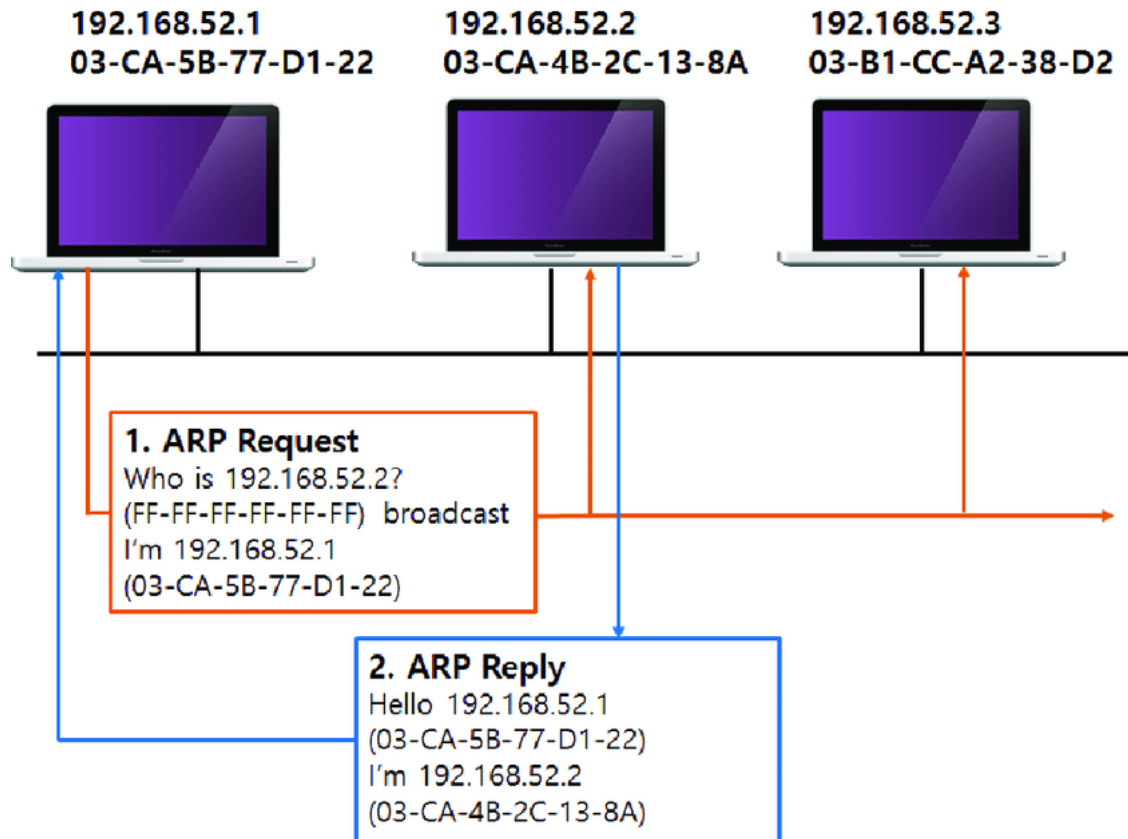 192.168.52.1
03-CA-5B-77-D1-22
192.168.52.2
03-CA-4B-2C-13-8A
192.168.52.3
03-B1-CC-A2-38-D2
1. ARP Request
Who is 192.168.52.2?
(FF-FF-FF-FF-FF-FF) broadcast
I'm 192.168.52.1
(03-CA-5B-77-D1-22)
2. ARP Reply
Hello 192.168.52.1
(03-CA-5B-77-D1-22)
I'm 192.168.52.2
(03-CA-4B-2C-13-8A)